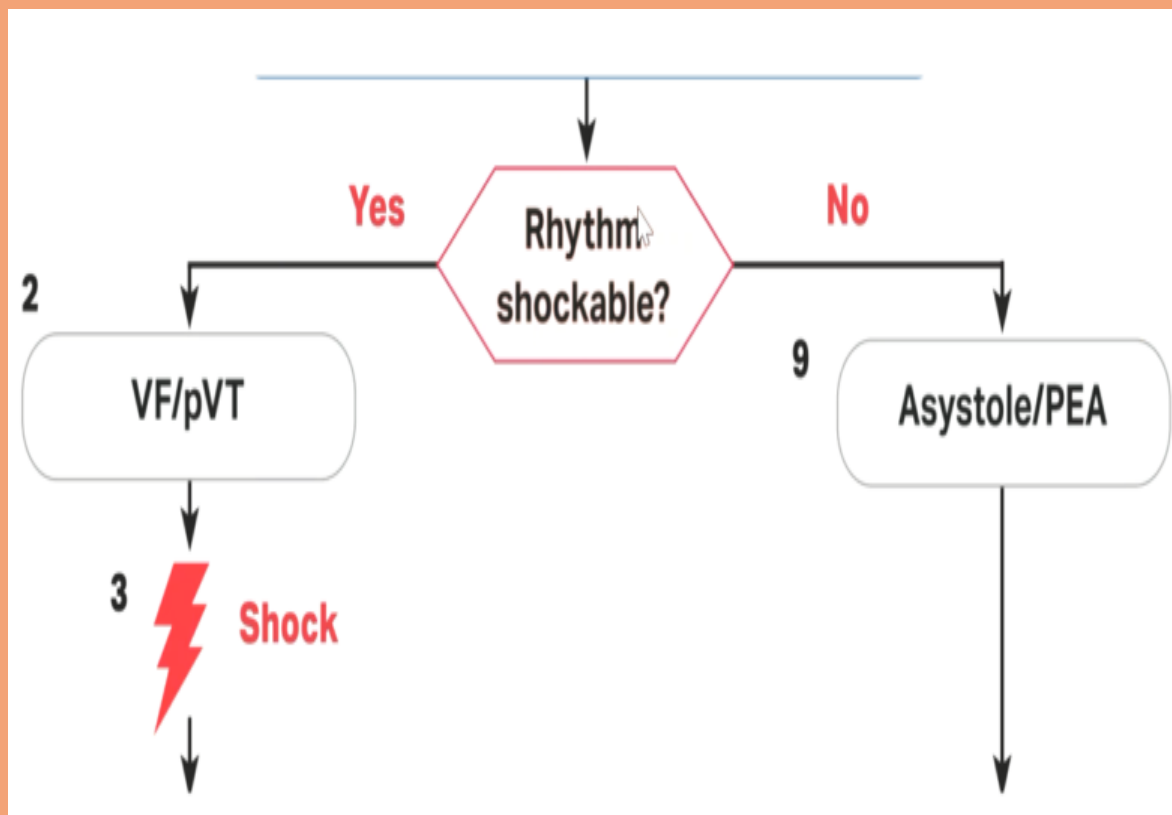 Yes
No
Rhythm
shockable?
2
VF/pVT
9
Asystole/PEA
3
Shock